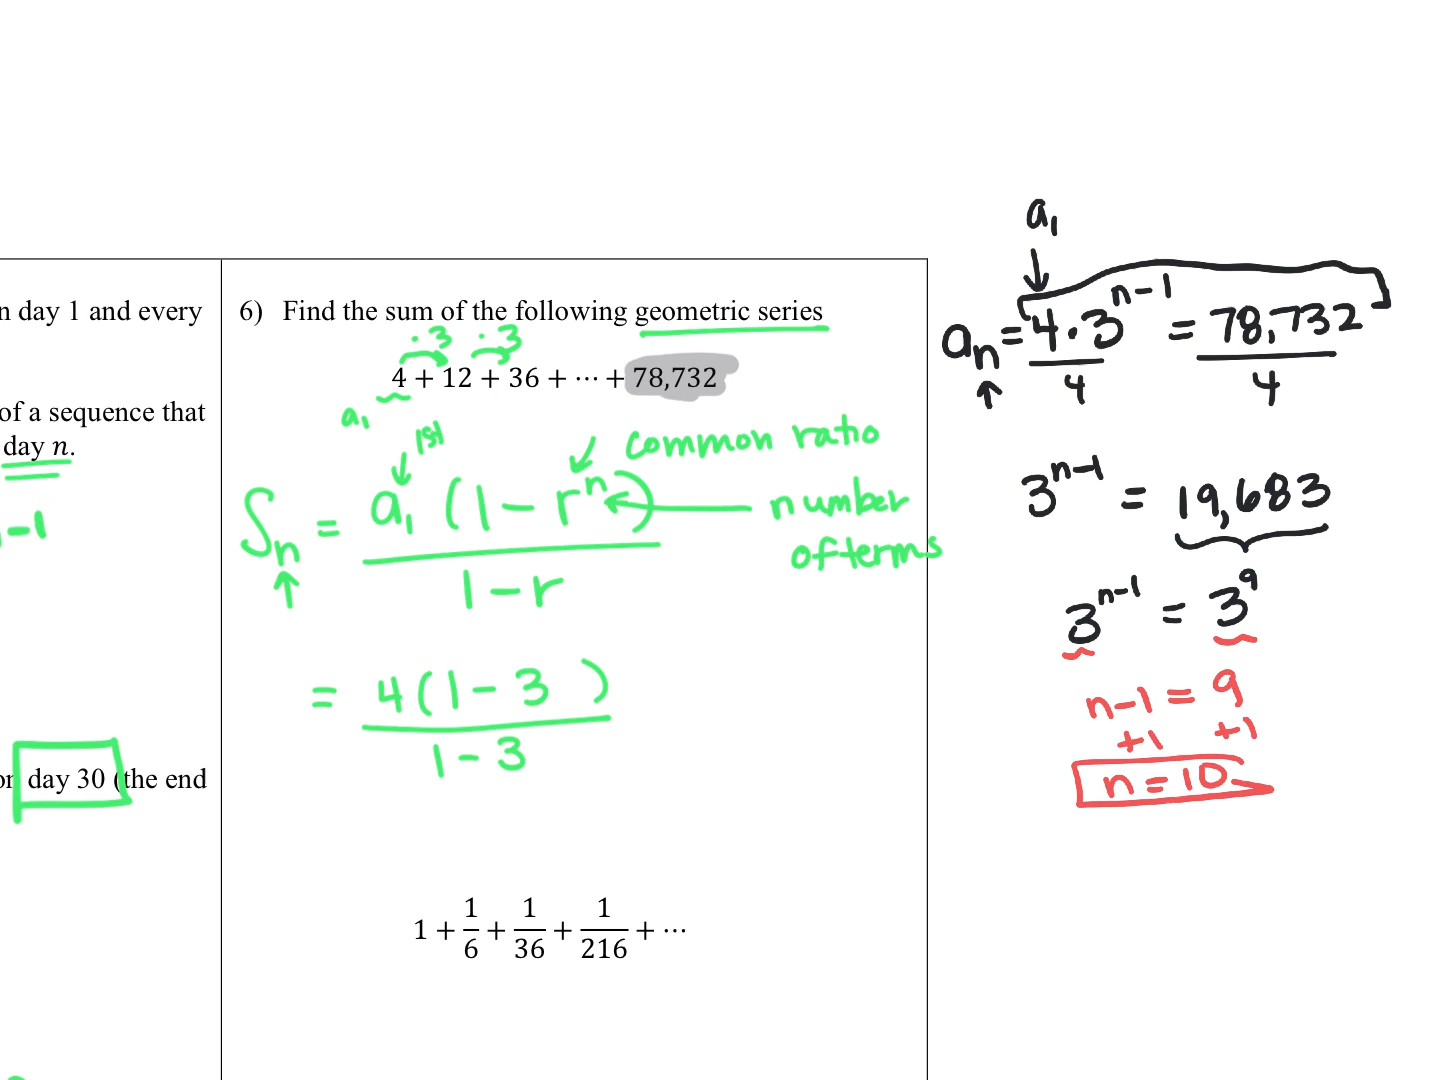 n day 1 and every
of a sequence that
day n.
n-1
on day 30 (the end
6) Find the sum of the following geometric series
·3 ·3
4 + 12 + 36 + ⋯ + 78,732
a₁
1st
common ratio
Sₙ = a₁(1-rⁿ) / 1-r
number
of terms
= 4(1-3 ) / 1-3
1 + 1/6 + 1/36 + 1/216 + ⋯
a₁
aₙ = 4·3ⁿ⁻¹ = 78,732
4 4
3ⁿ⁻¹ = 19,683
3ⁿ⁻¹ = 3⁹
n-1 = 9
+1 +1
n = 10